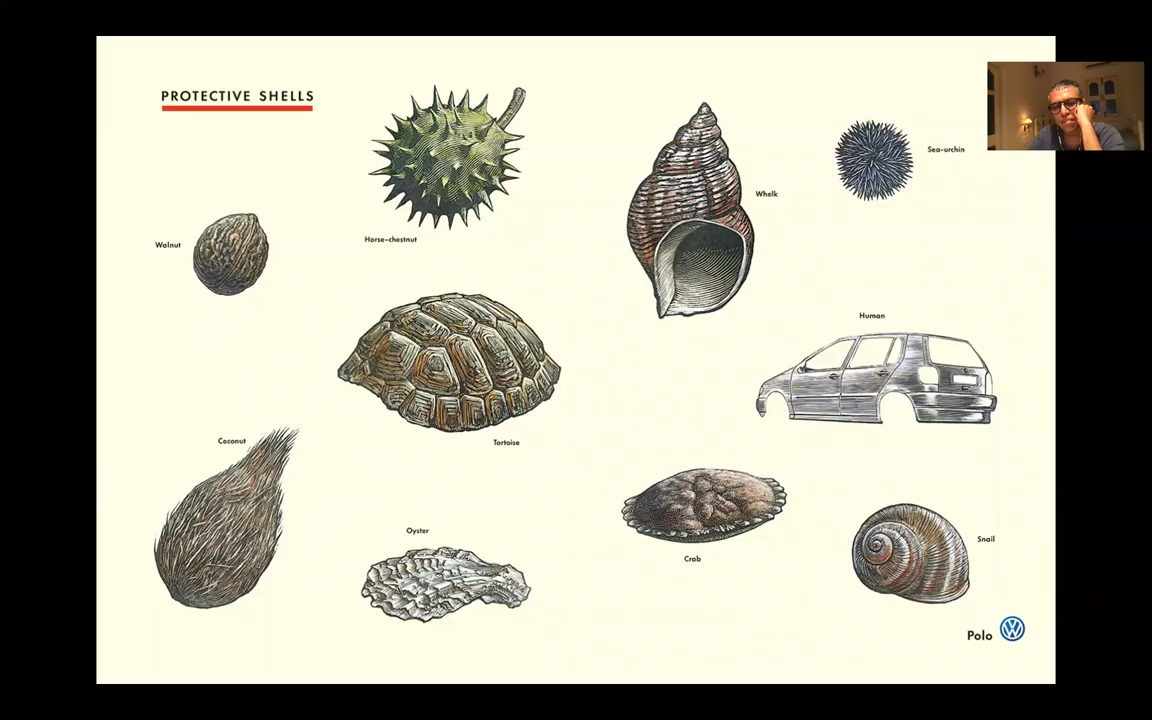 PROTECTIVE SHELLS
Horse-chestnut
Walnut
Whelk
Sea-urchin
Human
Tortoise
Coconut
Oyster
Crab
Snail
Polo